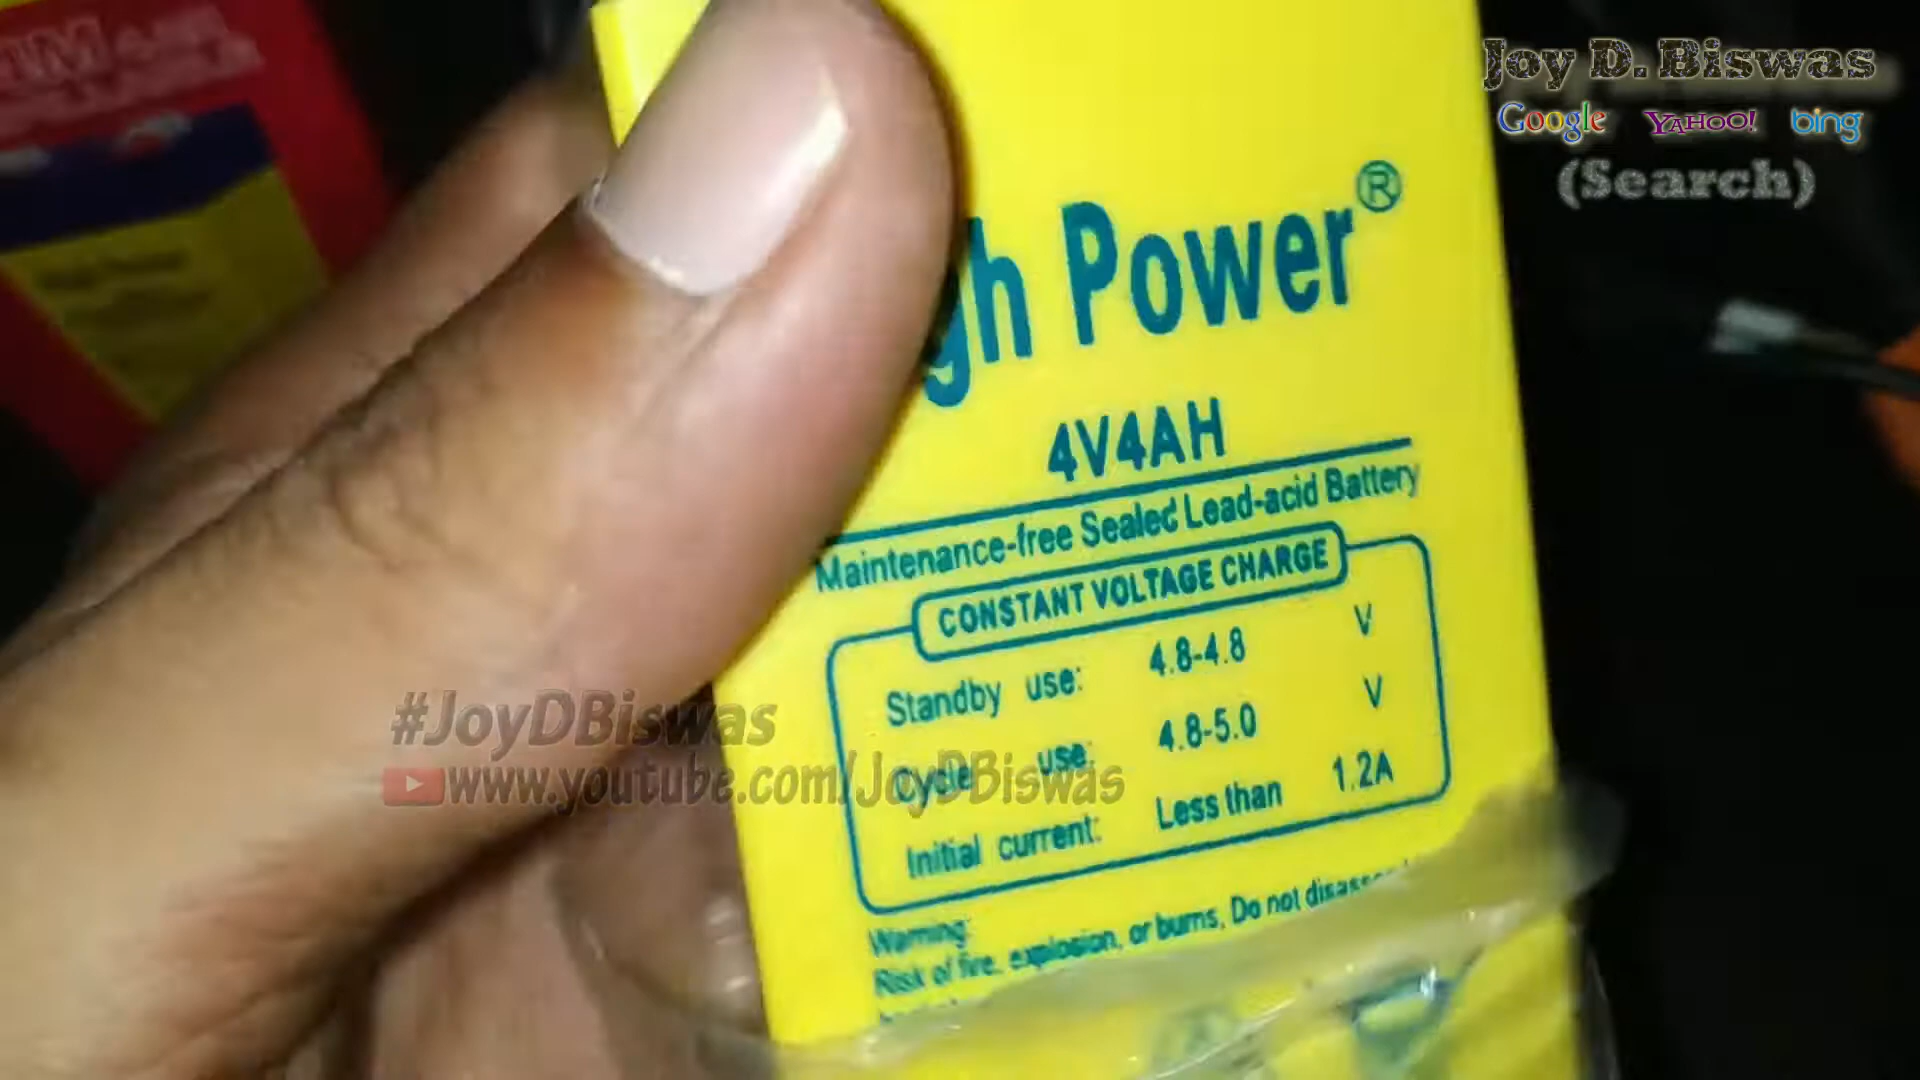 Joy D. Biswas
Google YAHOO! bing
(Search)
gh Power®
4V4AH
Maintenance-free Sealed Lead-acid Battery
CONSTANT VOLTAGE CHARGE
Standby use: 4.8-4.8 V
Cycle use: 4.8-5.0 V
Initial current: Less than 1.2A
#JoyDBiswas
www.youtube.com/JoyDBiswas
Warning:
Risk of fire, explosion, or burns, Do not